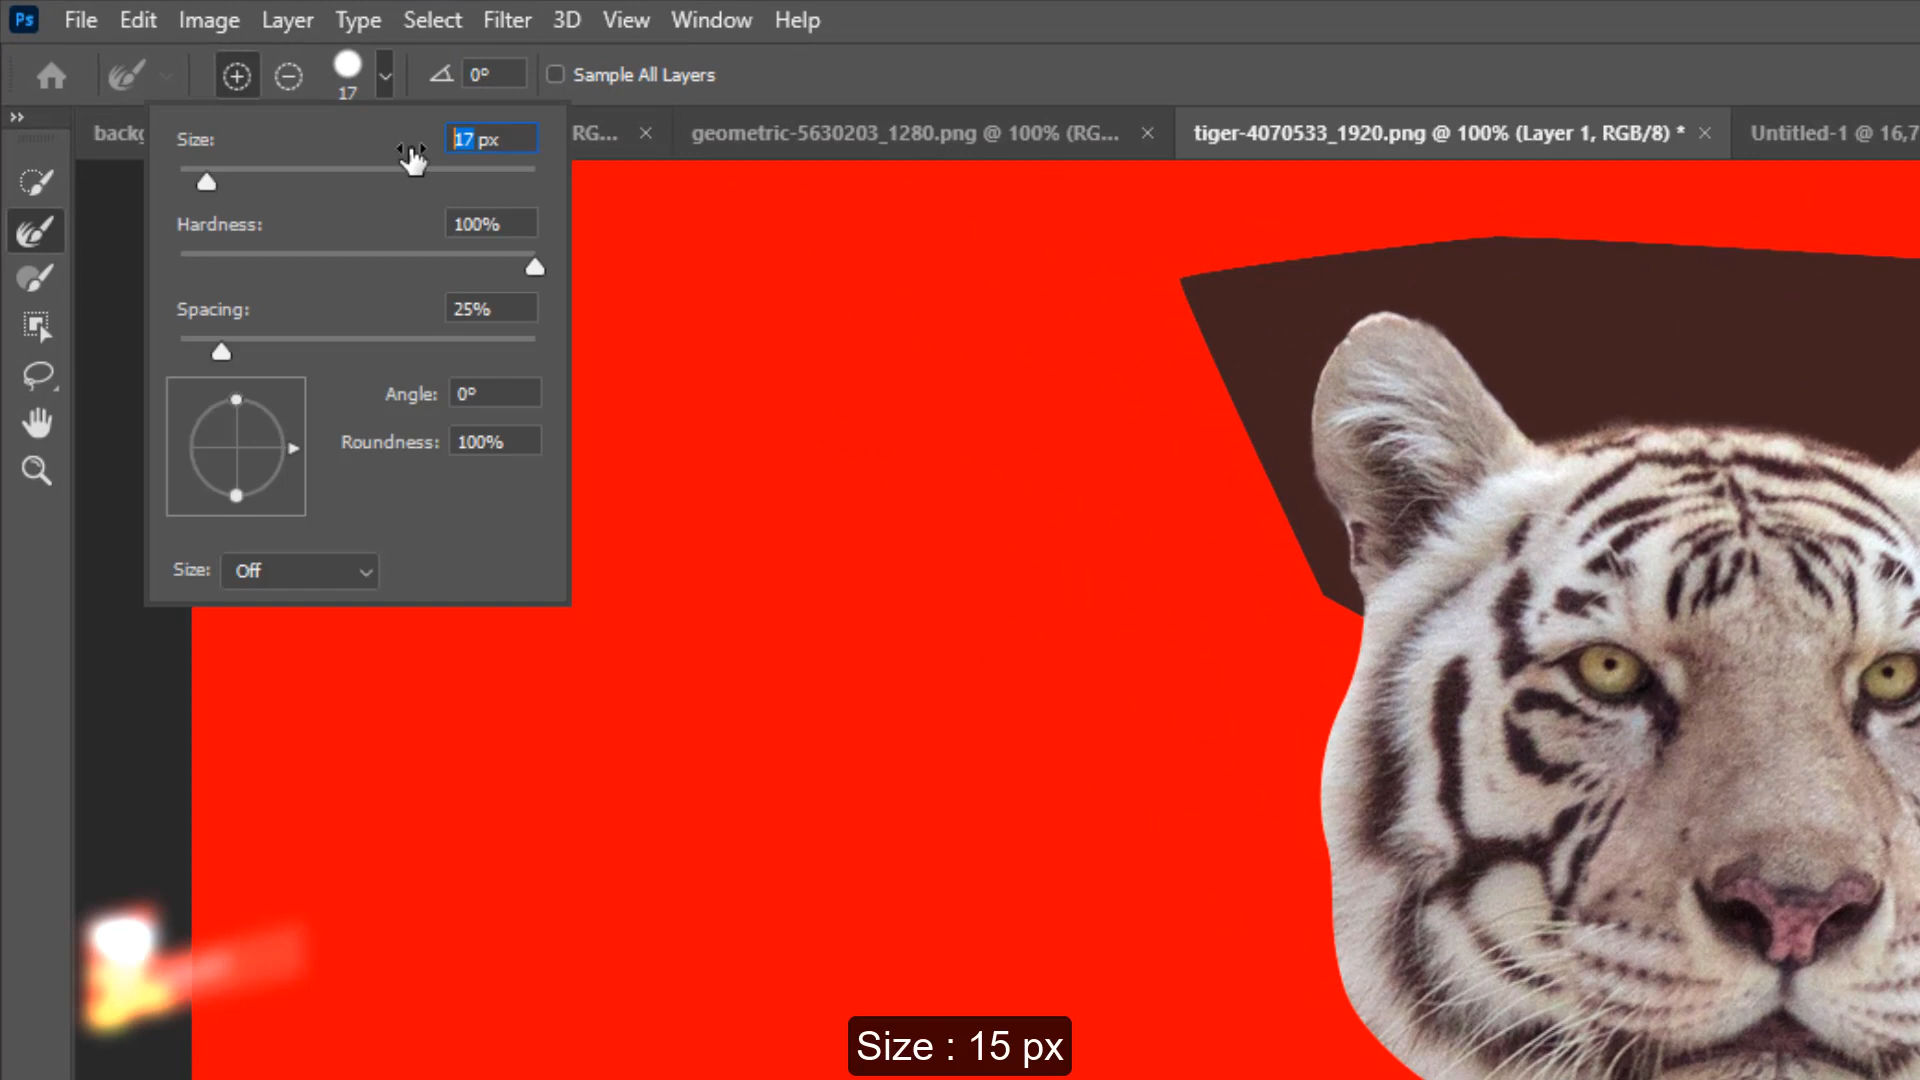 Ps File Edit Image Layer Type Select Filter 3D View Window Help
17 0° Sample All Layers
backg RG... × geometric-5630203_1280.png @ 100% (RG... × tiger-4070533_1920.png @ 100% (Layer 1, RGB/8) * × Untitled-1 @ 16,7
Size: 17 px
Hardness: 100%
Spacing: 25%
Angle: 0°
Roundness: 100%
Size: Off
Size : 15 px